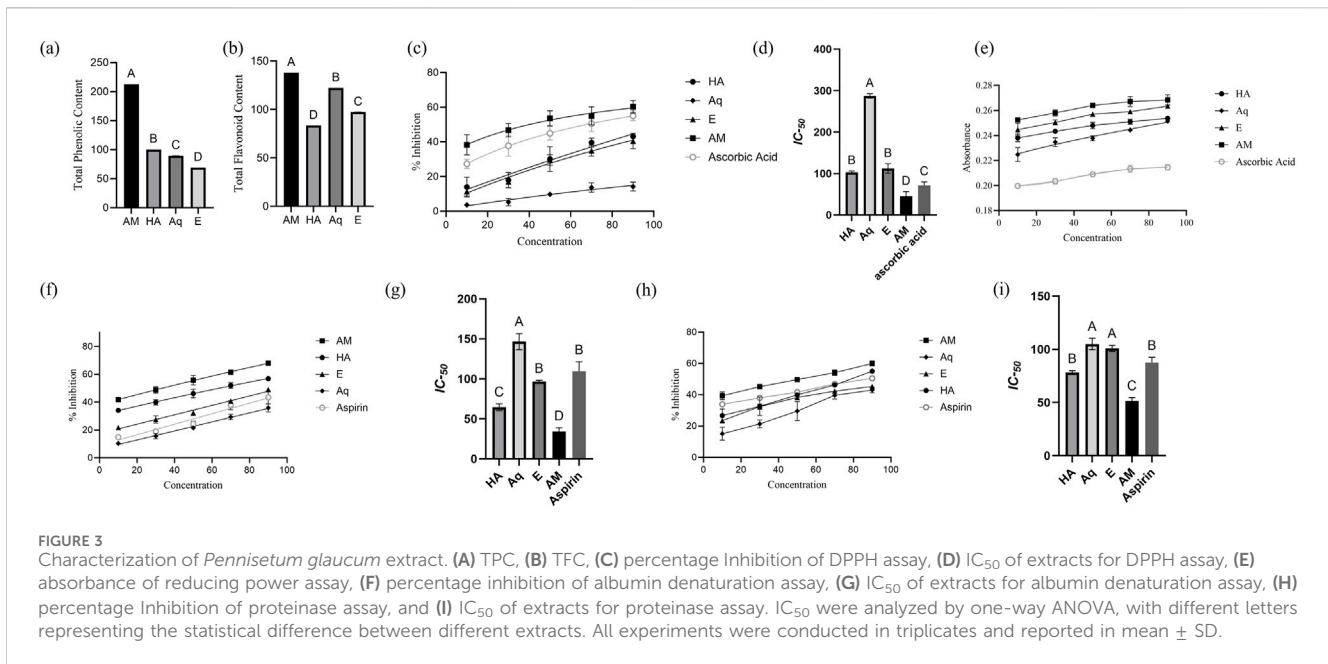 (a)
Total Phenolic Content
250
200
150
100
50
0
A
B
C
D
AM HA Aq E
(b)
Total Flavonoid Content
150
100
50
0
A
D
B
C
AM HA Aq E
(c)
% Inhibition
80
60
40
20
0
0 20 40 60 80 100
Concentration
HA
Aq
E
AM
Ascorbic Acid
(d)
IC-50
400
300
200
100
0
B
A
B
D
C
HA Aq E AM ascorbic acid
(e)
Absorbance
0.28
0.26
0.24
0.22
0.20
0.18
0 20 40 60 80 100
Concentration
HA
Aq
E
AM
Ascorbic Acid
(f)
% Inhibition
80
60
40
20
0
0 20 40 60 80 100
Concentration
AM
HA
E
Aq
Aspirin
(g)
IC-50
200
150
100
50
0
C
A
B
D
B
HA Aq E AM Aspirin
(h)
% Inhibition
80
60
40
20
0
0 20 40 60 80 100
Concentration
AM
Aq
E
HA
Aspirin
(i)
IC-50
150
100
50
0
B
A
A
C
B
HA Aq E AM Aspirin
FIGURE 3
Characterization of Pennisetum glaucum extract. (A) TPC, (B) TFC, (C) percentage Inhibition of DPPH assay, (D) IC50 of extracts for DPPH assay, (E)
absorbance of reducing power assay, (F) percentage inhibition of albumin denaturation assay, (G) IC50 of extracts for albumin denaturation assay, (H)
percentage Inhibition of proteinase assay, and (I) IC50 of extracts for proteinase assay. IC50 were analyzed by one-way ANOVA, with different letters
representing the statistical difference between different extracts. All experiments were conducted in triplicates and reported in mean ± SD.